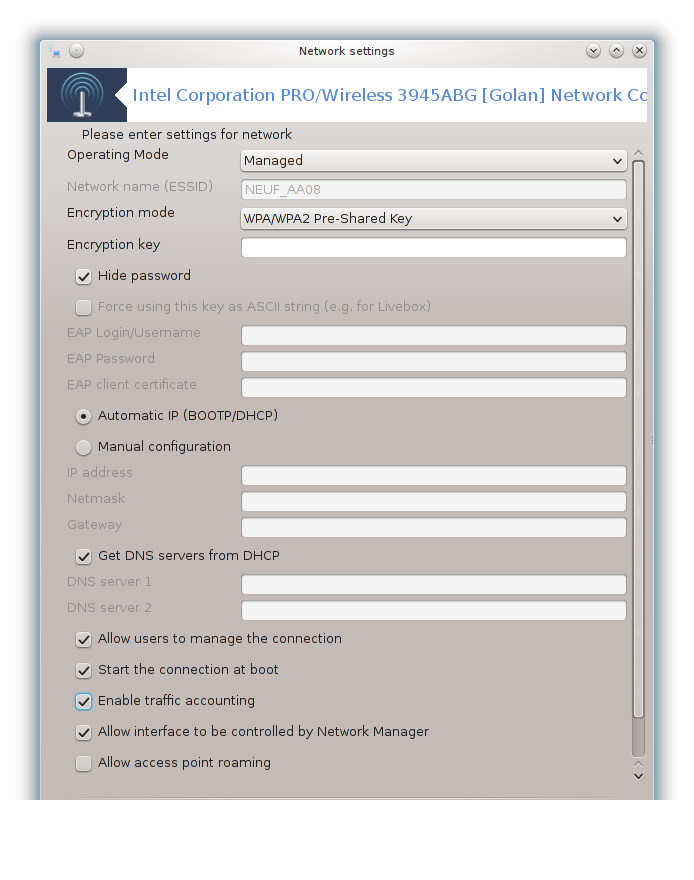 Network settings
Intel Corporation PRO/Wireless 3945ABG [Golan] Network Co
Please enter settings for network
Operating Mode
Managed
Network name (ESSID)
NEUF_AA08
Encryption mode
WPA/WPA2 Pre-Shared Key
Encryption key
Hide password
Force using this key as ASCII string (e.g. for Livebox)
EAP Login/Username
EAP Password
EAP client certificate
Automatic IP (BOOTP/DHCP)
Manual configuration
IP address
Netmask
Gateway
Get DNS servers from DHCP
DNS server 1
DNS server 2
Allow users to manage the connection
Start the connection at boot
Enable traffic accounting
Allow interface to be controlled by Network Manager
Allow access point roaming